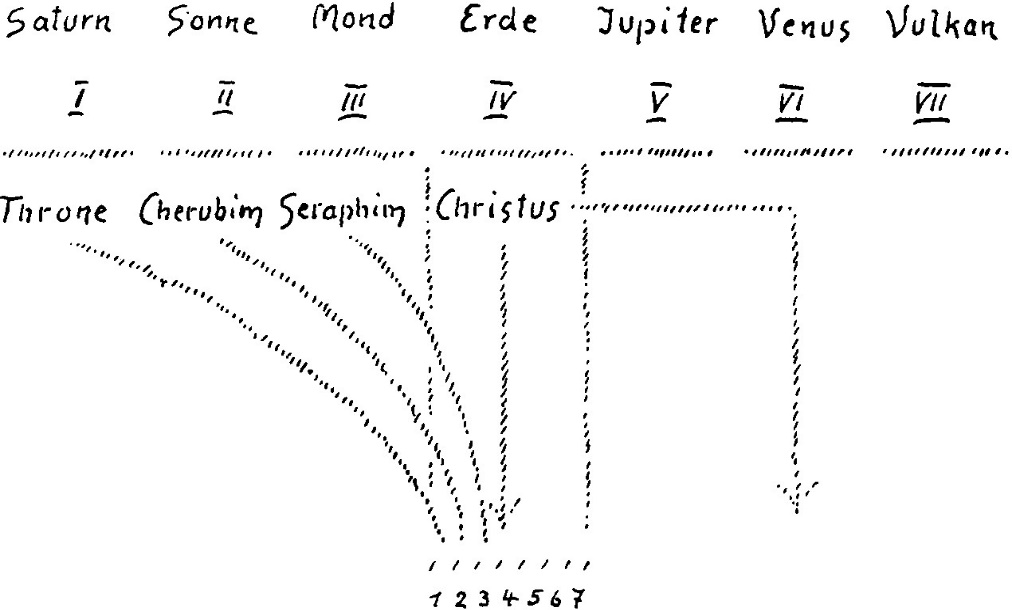 Saturn Sonne Mond Erde Jupiter Venus Vulkan
I II III IV V VI VII
Throne Cherubim Seraphim Christus
1 2 3 4 5 6 7